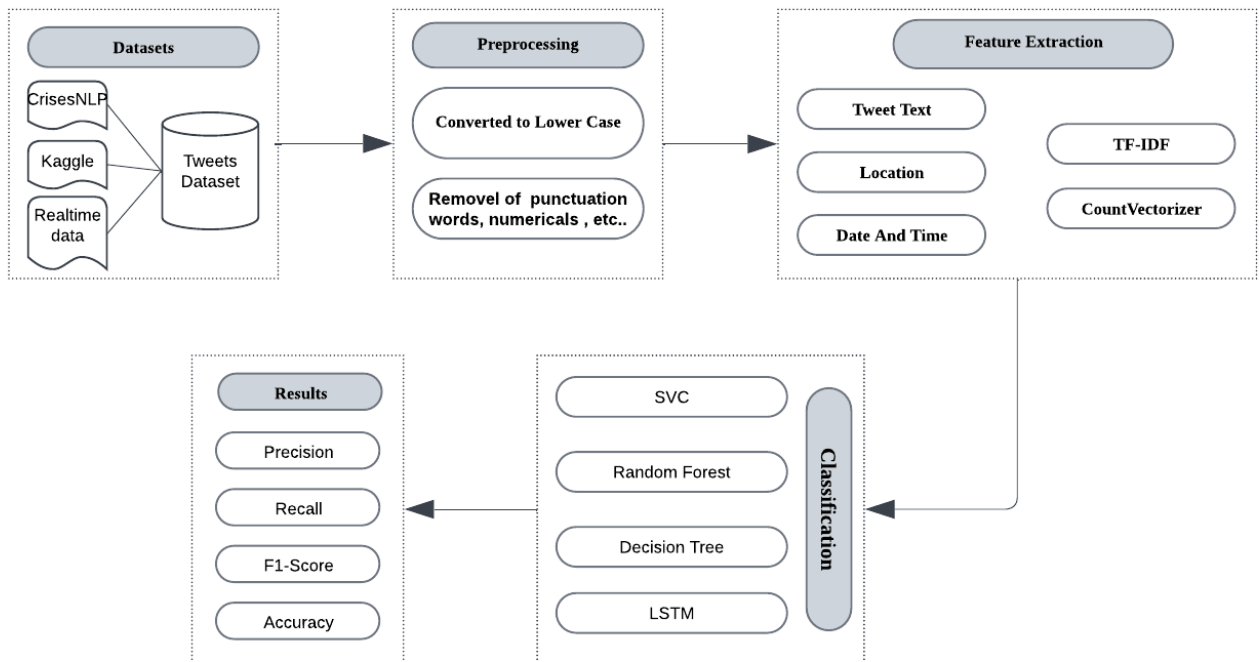 Datasets
CrisesNLP
Kaggle
Realtime
data
Tweets
Dataset
Preprocessing
Converted to Lower Case
Removel of punctuation
words, numericals , etc..
Feature Extraction
Tweet Text
Location
Date And Time
TF-IDF
CountVectorizer
Classification
SVC
Random Forest
Decision Tree
LSTM
Results
Precision
Recall
F1-Score
Accuracy